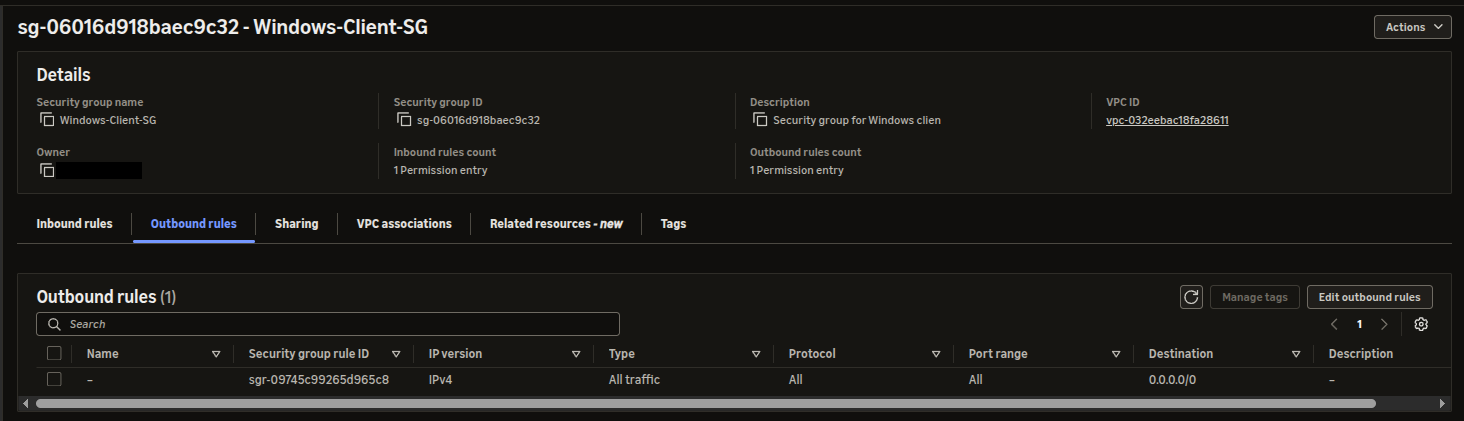 sg-06016d918baec9c32 - Windows-Client-SG
Actions
Details
Security group name
Windows-Client-SG
Security group ID
sg-06016d918baec9c32
Description
Security group for Windows clien
VPC ID
vpc-032eebac18fa28611
Owner
Inbound rules count
1 Permission entry
Outbound rules count
1 Permission entry
Inbound rules
Outbound rules
Sharing
VPC associations
Related resources - new
Tags
Outbound rules (1)
Manage tags
Edit outbound rules
Search
1
Name Security group rule ID IP version Type Protocol Port range Destination Description
– sgr-09745c99265d965c8 IPv4 All traffic All All 0.0.0.0/0 –